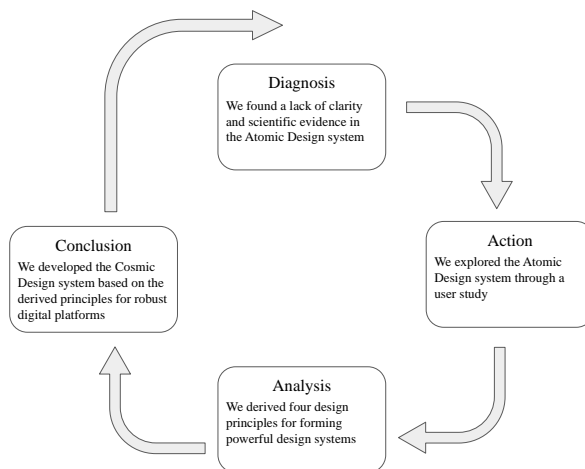 Diagnosis
We found a lack of clarity
and scientific evidence in
the Atomic Design system
Action
We explored the Atomic
Design system through a
user study
Analysis
We derived four design
principles for forming
powerful design systems
Conclusion
We developed the Cosmic
Design system based on the
derived principles for robust
digital platforms